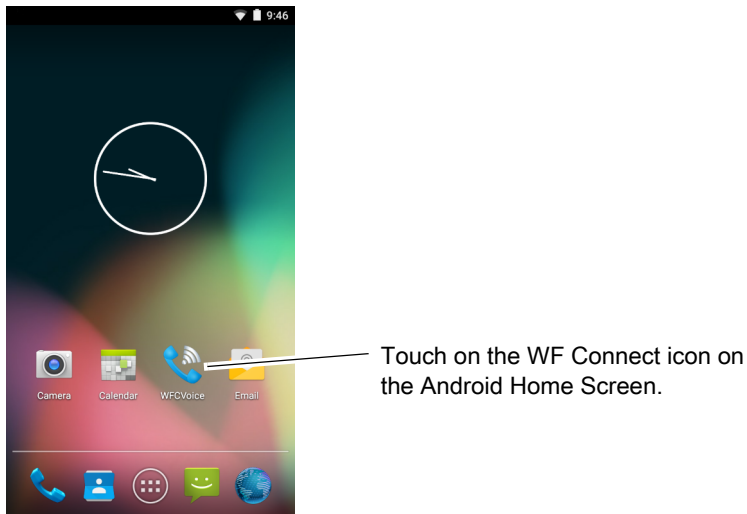 9:46
Camera Calendar WFCVoice Email
Touch on the WF Connect icon on
the Android Home Screen.